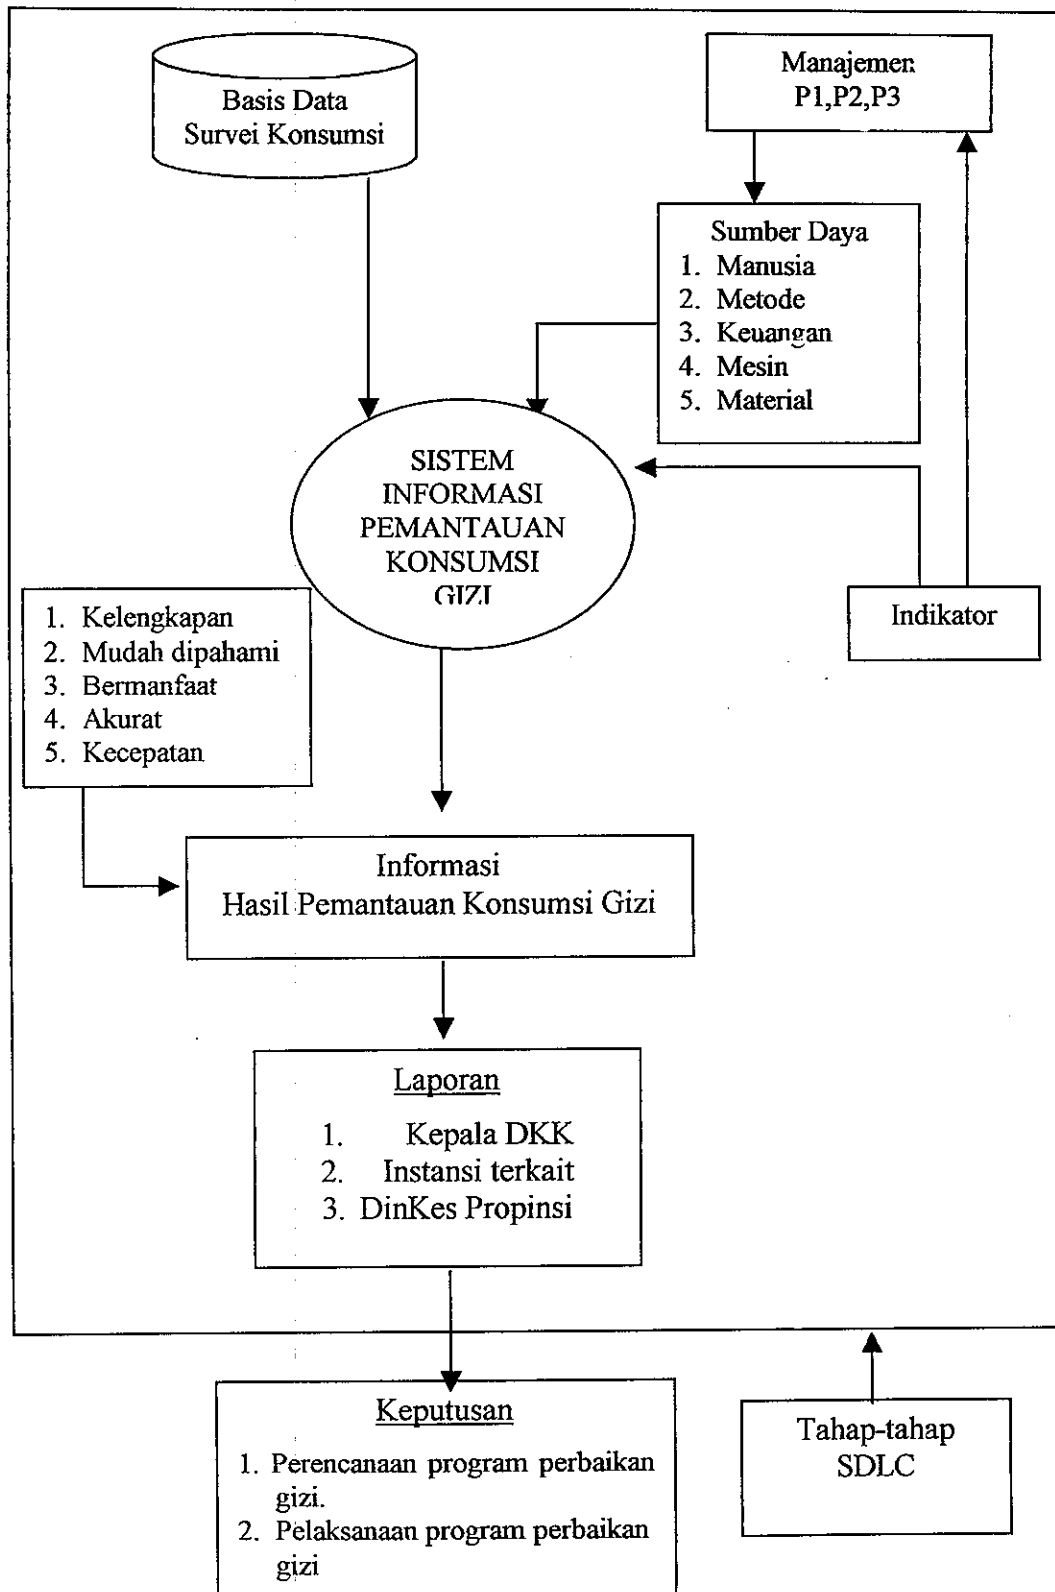 Basis Data
Survei Konsumsi
Manajemen
P1,P2,P3
Sumber Daya
1. Manusia
2. Metode
3. Keuangan
4. Mesin
5. Material
SISTEM
INFORMASI
PEMANTAUAN
KONSUMSI
GIZI
Indikator
1. Kelengkapan
2. Mudah dipahami
3. Bermanfaat
4. Akurat
5. Kecepatan
Informasi
Hasil Pemantauan Konsumsi Gizi
Laporan
1. Kepala DKK
2. Instansi terkait
3. DinKes Propinsi
Keputusan
1. Perencanaan program perbaikan
gizi.
2. Pelaksanaan program perbaikan
gizi
Tahap-tahap
SDLC